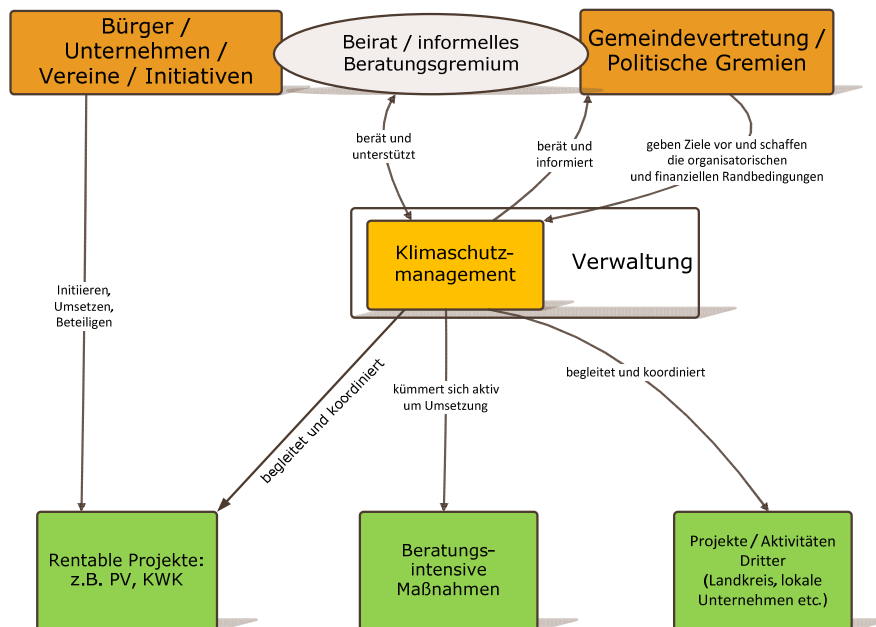 Bürger /
Unternehmen /
Vereine / Initiativen
Beirat / informelles
Beratungsgremium
Gemeindevertretung /
Politische Gremien
berät und
unterstützt
berät und
informiert
geben Ziele vor und schaffen
die organisatorischen
und finanziellen Randbedingungen
Klimaschutz-
management
Verwaltung
Initiieren,
Umsetzen,
Beteiligen
begleitet und koordiniert
kümmert sich aktiv
um Umsetzung
begleitet und koordiniert
Rentable Projekte:
z.B. PV, KWK
Beratungs-
intensive
Maßnahmen
Projekte / Aktivitäten
Dritter
(Landkreis, lokale
Unternehmen etc.)